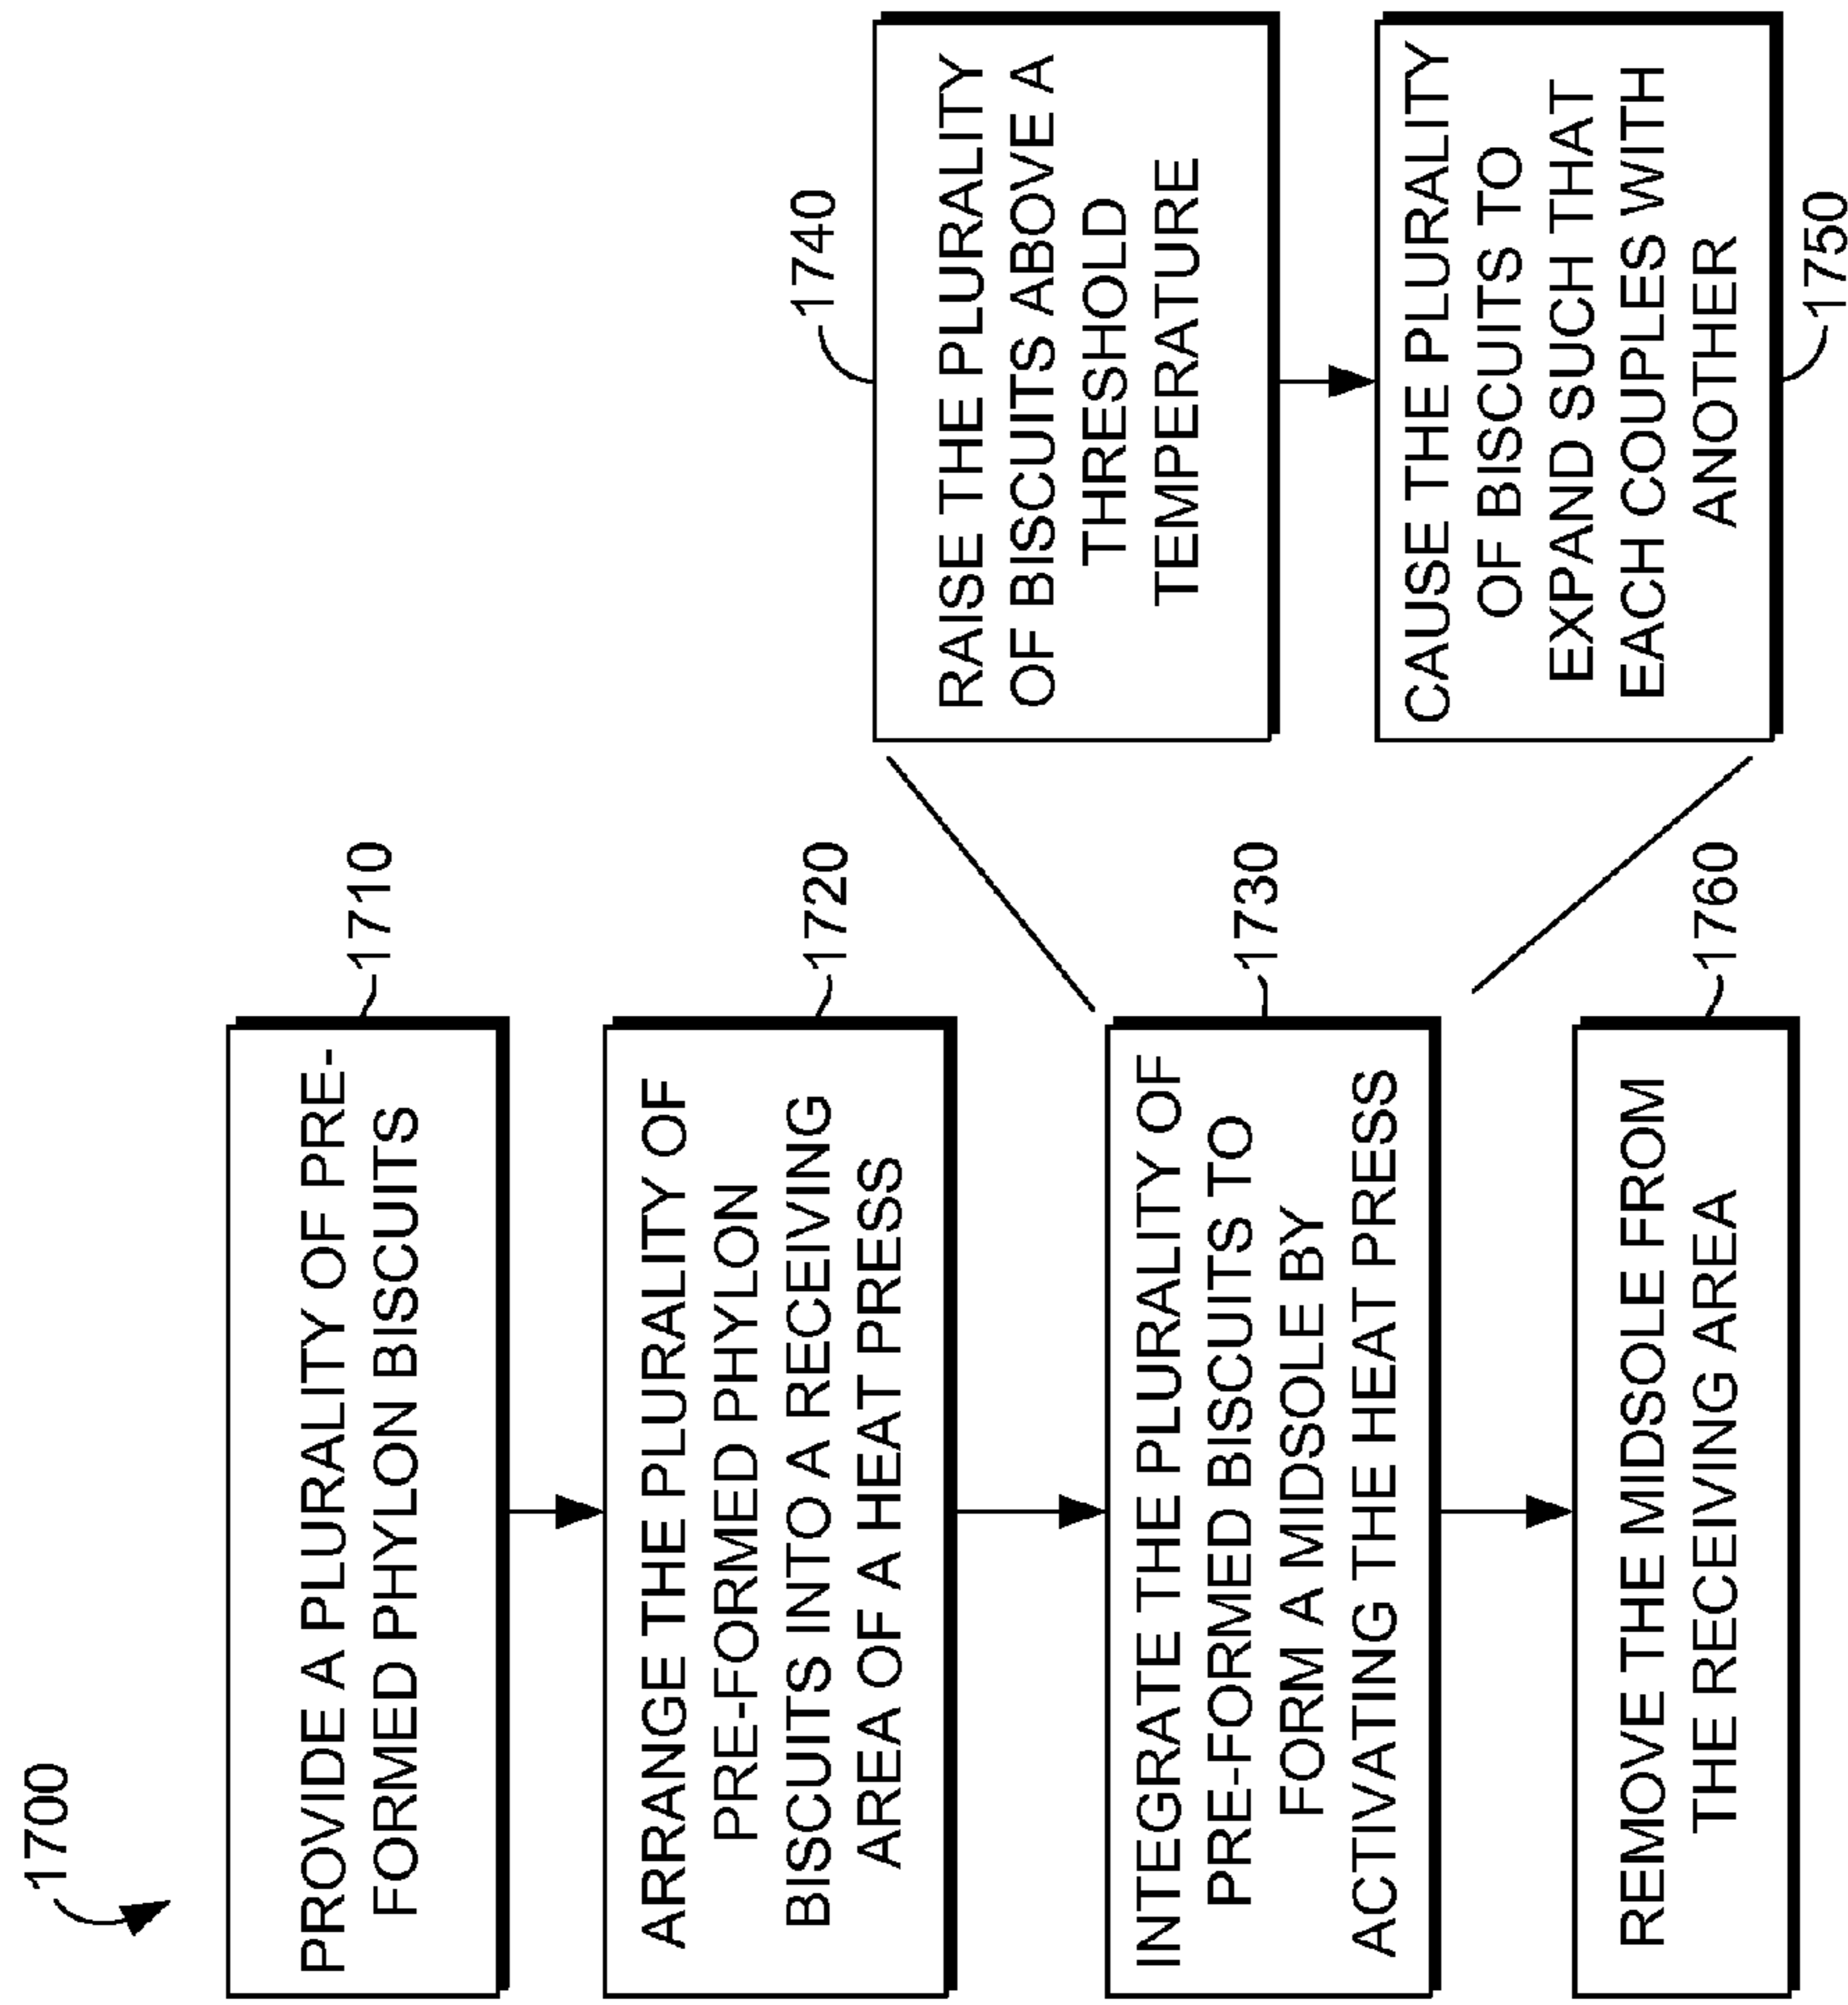 1700
PROVIDE A PLURALITY OF PRE-
FORMED PHYLON BISCUITS
1710
ARRANGE THE PLURALITY OF
PRE-FORMED PHYLON
BISCUITS INTO A RECEIVING
AREA OF A HEAT PRESS
1720
INTEGRATE THE PLURALITY OF
PRE-FORMED BISCUITS TO
FORM A MIDSOLE BY
ACTIVATING THE HEAT PRESS
1730
1740
RAISE THE PLURALITY
OF BISCUITS ABOVE A
THRESHOLD
TEMPERATURE
CAUSE THE PLURALITY
OF BISCUITS TO
EXPAND SUCH THAT
EACH COUPLES WITH
ANOTHER
1750
REMOVE THE MIDSOLE FROM
THE RECEIVING AREA
1760